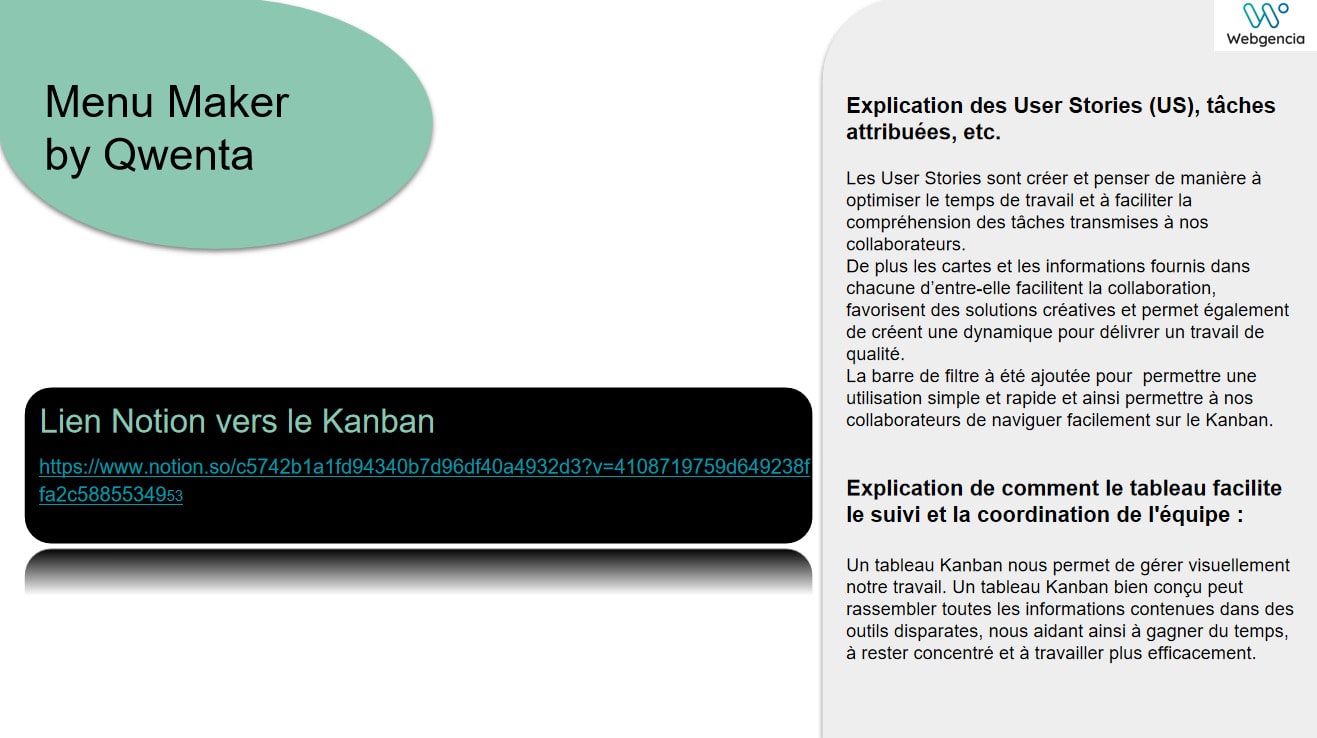 Webgencia
Menu Maker
by Qwenta
Lien Notion vers le Kanban
https://www.notion.so/c5742b1a1fd94340b7d96df40a4932d3?v=4108719759d649238f
fa2c5885534953
Explication des User Stories (US), tâches
attribuées, etc.
Les User Stories sont créer et penser de manière à
optimiser le temps de travail et à faciliter la
compréhension des tâches transmises à nos
collaborateurs.
De plus les cartes et les informations fournis dans
chacune d’entre-elle facilitent la collaboration,
favorisent des solutions créatives et permet également
de créent une dynamique pour délivrer un travail de
qualité.
La barre de filtre à été ajoutée pour  permettre une
utilisation simple et rapide et ainsi permettre à nos
collaborateurs de naviguer facilement sur le Kanban.
Explication de comment le tableau facilite
le suivi et la coordination de l'équipe :
Un tableau Kanban nous permet de gérer visuellement
notre travail. Un tableau Kanban bien conçu peut
rassembler toutes les informations contenues dans des
outils disparates, nous aidant ainsi à gagner du temps,
à rester concentré et à travailler plus efficacement.